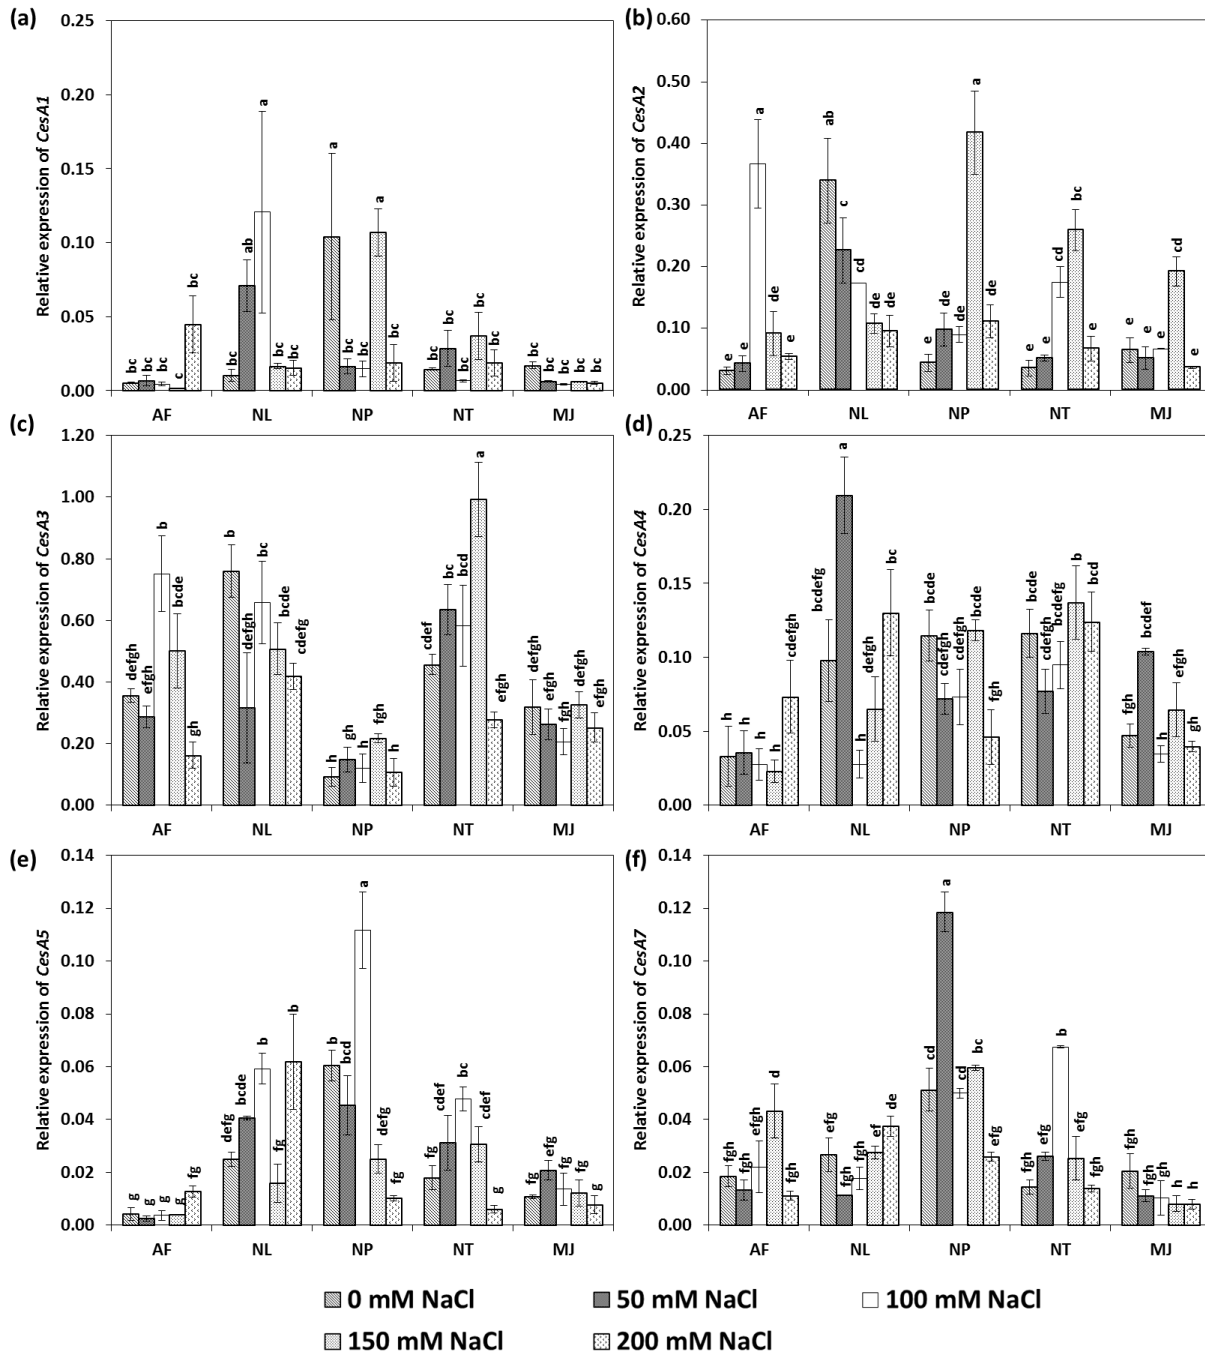 (a)
Relative expression of CesA1
0.25
0.20
0.15
0.10
0.05
0.00
bc bc bc c bc
bc ab a bc bc
a bc bc a bc
bc bc bc bc bc
bc bc bc bc bc
AF NL NP NT MJ
(b)
Relative expression of CesA2
0.60
0.50
0.40
0.30
0.20
0.10
0.00
e e a de e
ab c cd de de
e de de a de
e e cd bc e
e e e cd e
AF NL NP NT MJ
(c)
Relative expression of CesA3
1.20
1.00
0.80
0.60
0.40
0.20
0.00
defgh efgh b bcde gh
b defgh bc bcde cdefg
h gh h fgh h
cdef bc bcd a efgh
defgh efgh fgh defgh efgh
AF NL NP NT MJ
(d)
Relative expression of CesA4
0.25
0.20
0.15
0.10
0.05
0.00
h h h h cdefgh
bcdefg a h defgh bc
bcde cdefgh cdefgh bcde fgh
bcde cdefgh bcdefg b bcd
efgh bcdef h efgh gh
AF NL NP NT MJ
(e)
Relative expression of CesA5
0.14
0.12
0.10
0.08
0.06
0.04
0.02
0.00
g g g g fg
defg bcde b fg b
b bcd a defg fg
fg cdef bc cdef g
fg defg fg fg fg
AF NL NP NT MJ
(f)
Relative expression of CesA7
0.14
0.12
0.10
0.08
0.06
0.04
0.02
0.00
fgh fgh efgh d fgh
efg fgh fgh ef de
cd a cd bc efg
fgh efg b efg fgh
fgh fgh gh h h
AF NL NP NT MJ
0 mM NaCl 50 mM NaCl 100 mM NaCl
150 mM NaCl 200 mM NaCl